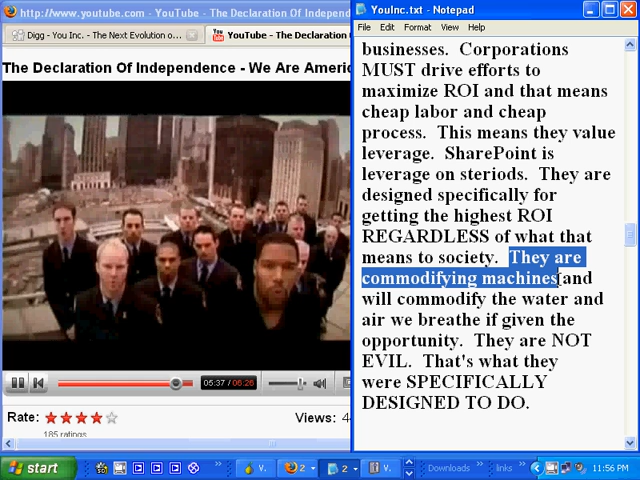 http://www.youtube.com - YouTube - The Declaration Of Independ
YouInc.txt - Notepad
Digg - You Inc. - The Next Evolution o...
YouTube - The Declaration
File Edit Format View Help
The Declaration Of Independence - We Are Americ
businesses. Corporations
MUST drive efforts to
maximize ROI and that means
cheap labor and cheap
process. This means they value
leverage. SharePoint is
leverage on steriods. They are
designed specifically for
getting the highest ROI
REGARDLESS of what that
means to society. They are
commodifying machines and
will commodify the water and
air we breathe if given the
opportunity. They are NOT
EVIL. That's what they
were SPECIFICALLY
DESIGNED TO DO.
05:37 / 06:26
Rate:
Views: 4
185 ratings
start
V.
2
2
V.
Downloads
links
11:56 PM